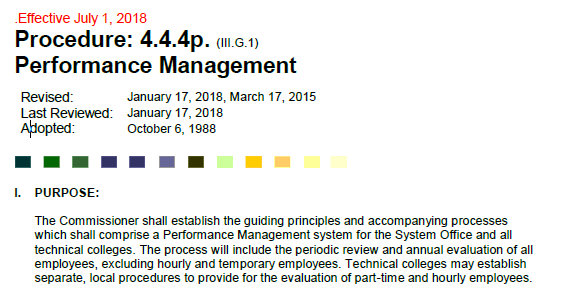 .Effective July 1, 2018
Procedure: 4.4.4p. (III.G.1)
Performance Management
Revised: January 17, 2018, March 17, 2015
Last Reviewed: January 17, 2018
Adopted: October 6, 1988
I. PURPOSE:
The Commissioner shall establish the guiding principles and accompanying processes
which shall comprise a Performance Management system for the System Office and all
technical colleges. The process will include the periodic review and annual evaluation of all
employees, excluding hourly and temporary employees. Technical colleges may establish
separate, local procedures to provide for the evaluation of part-time and hourly employees.